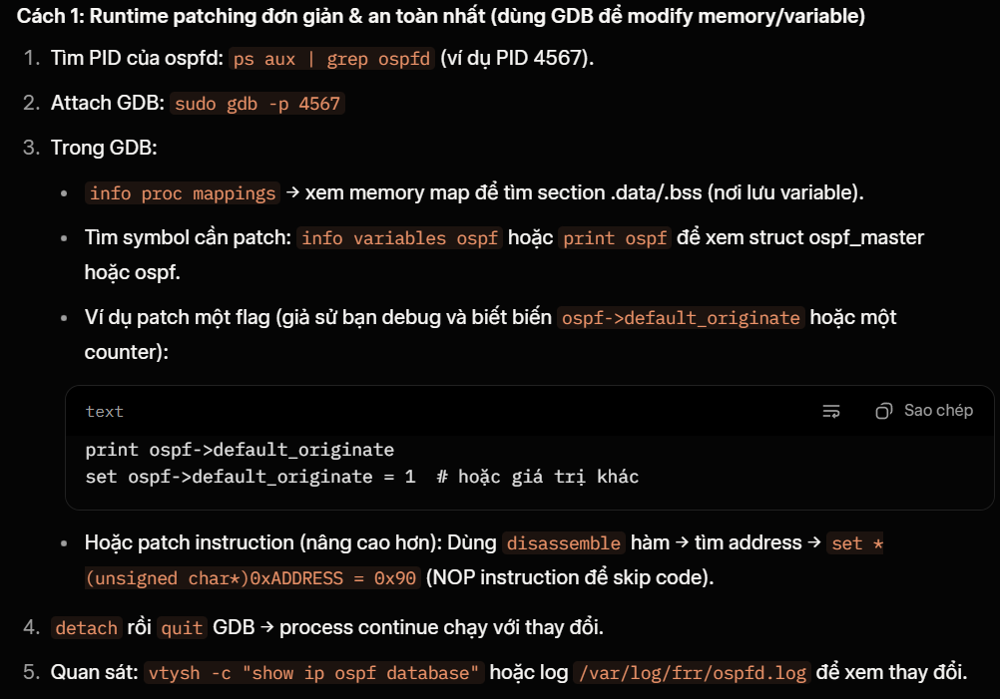 Cách 1: Runtime patching đơn giản & an toàn nhất (dùng GDB để modify memory/variable)
1. Tìm PID của ospfd: ps aux | grep ospfd (ví dụ PID 4567).
2. Attach GDB: sudo gdb -p 4567
3. Trong GDB:
• info proc mappings → xem memory map để tìm section .data/.bss (nơi lưu variable).
• Tìm symbol cần patch: info variables ospf hoặc print ospf để xem struct ospf_master
hoặc ospf.
• Ví dụ patch một flag (giả sử bạn debug và biết biến ospf->default_originate hoặc một
counter):
text
Sao chép
print ospf->default_originate
set ospf->default_originate = 1  # hoặc giá trị khác
• Hoặc patch instruction (nâng cao hơn): Dùng disassemble hàm → tìm address → set *
(unsigned char*)0xADDRESS = 0x90 (NOP instruction để skip code).
4. detach rồi quit GDB → process continue chạy với thay đổi.
5. Quan sát: vtysh -c "show ip ospf database" hoặc log /var/log/frr/ospfd.log để xem thay đổi.